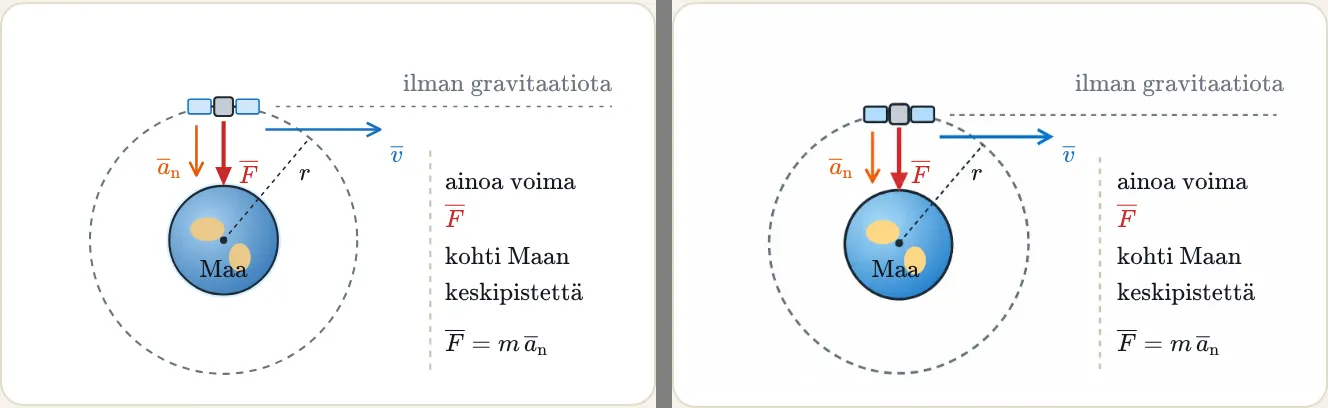 ilman gravitaatiota
v̅
a̅ₙ
F̅
r
Maa
ainoa voima
F̅
kohti Maan
keskipistettä
F̅ = m a̅ₙ
ilman gravitaatiota
v̅
a̅ₙ
F̅
r
Maa
ainoa voima
F̅
kohti Maan
keskipistettä
F̅ = m a̅ₙ